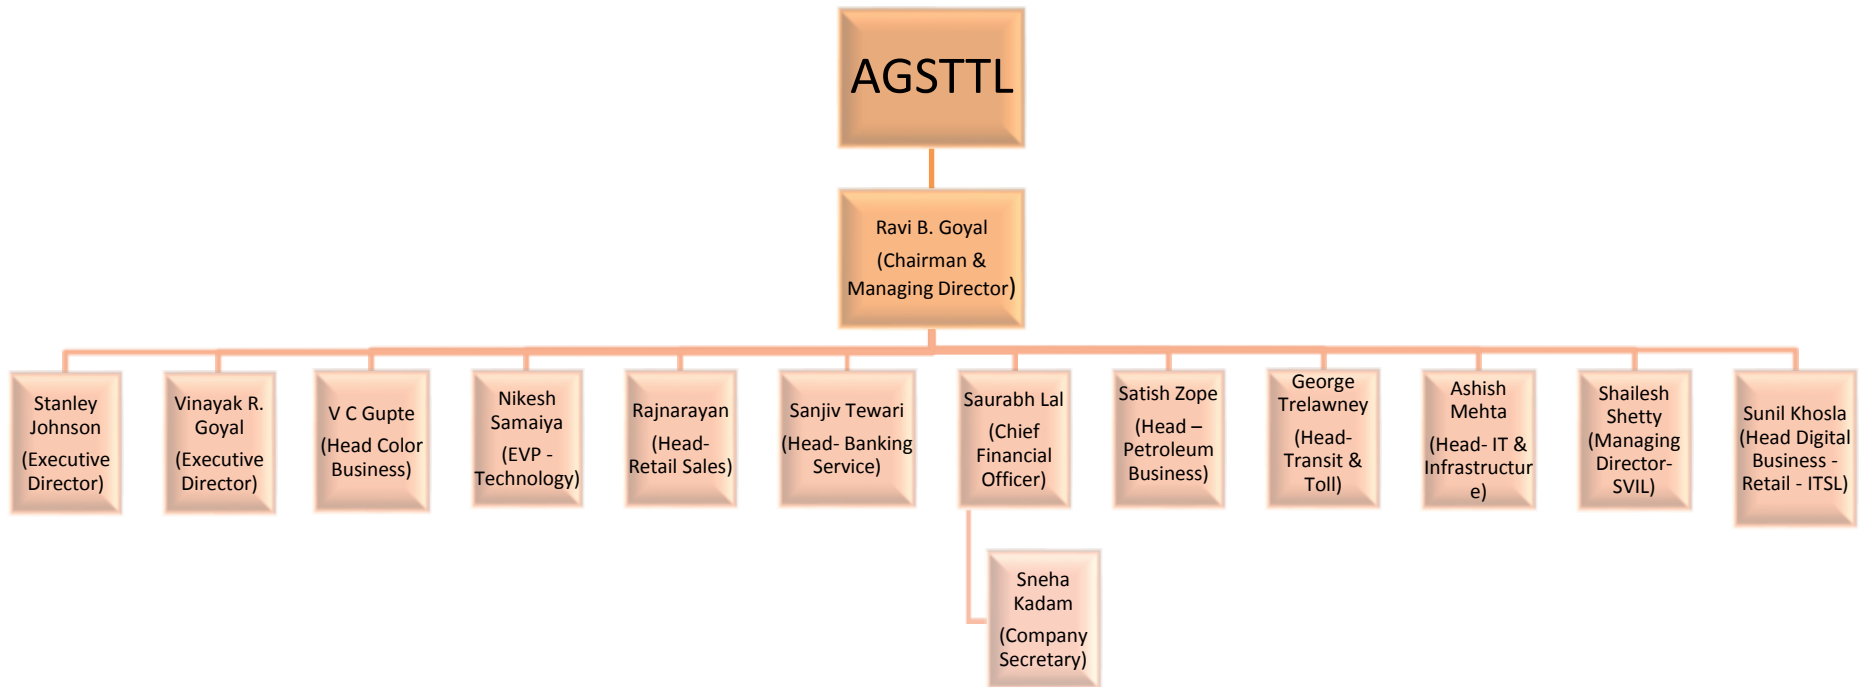 AGSTTL
Ravi B. Goyal
(Chairman &
Managing Director)
Stanley
Johnson
(Executive
Director)
Vinayak R.
Goyal
(Executive
Director)
V C Gupte
(Head Color
Business)
Nikesh
Samaiya
(EVP -
Technology)
Rajnarayan
(Head-
Retail Sales)
Sanjiv Tewari
(Head- Banking
Service)
Saurabh Lal
(Chief
Financial
Officer)
Satish Zope
(Head –
Petroleum
Business)
George
Trelawney
(Head-
Transit &
Toll)
Ashish
Mehta
(Head- IT &
Infrastructur
e)
Shailesh
Shetty
(Managing
Director-
SVIL)
Sunil Khosla
(Head Digital
Business -
Retail - ITSL)
Sneha
Kadam
(Company
Secretary)